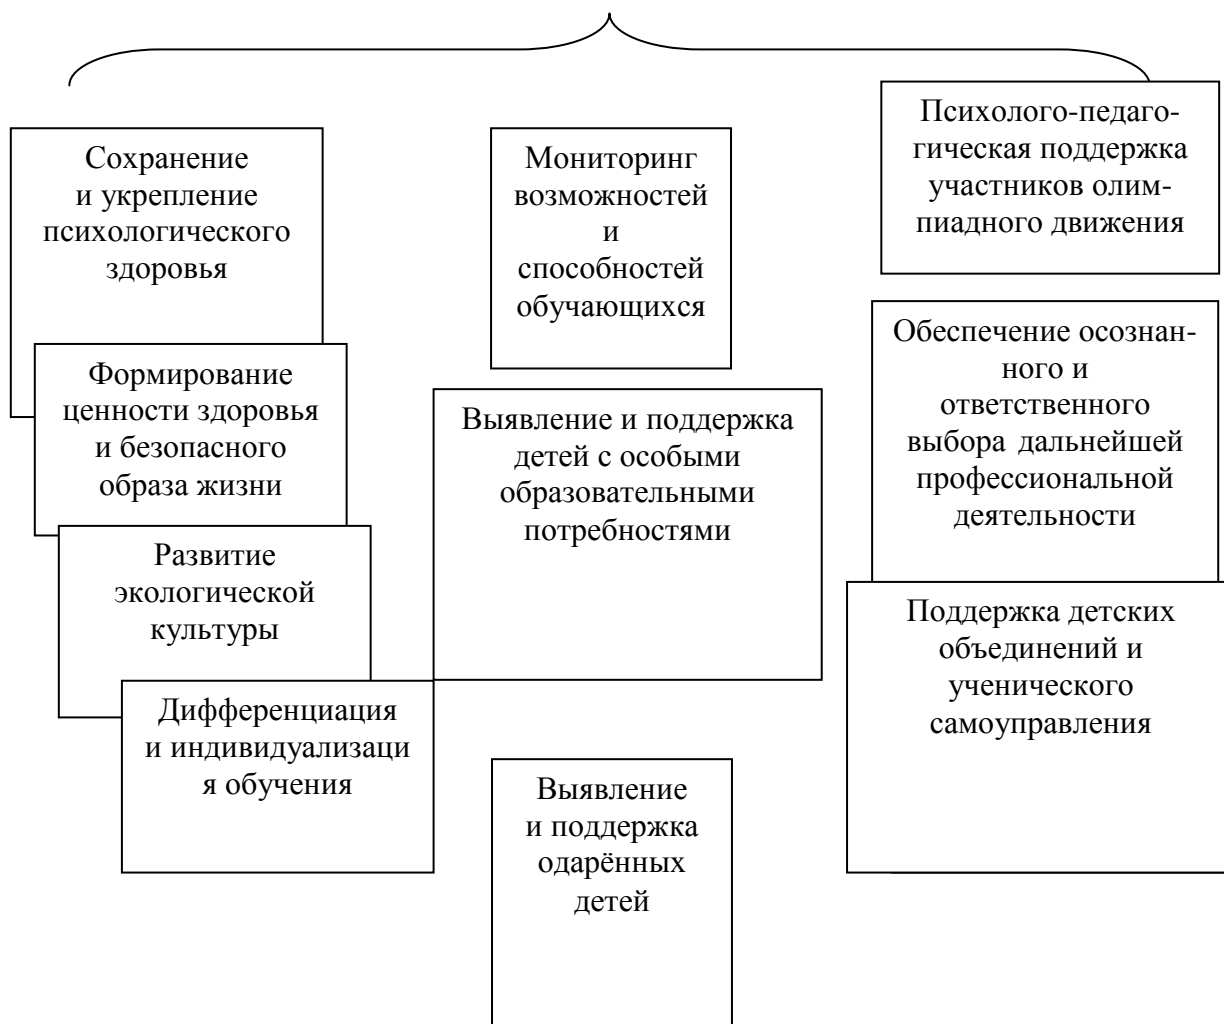 Сохранение
и укрепление
психологического
здоровья
Формирование
ценности здоровья
и безопасного
образа жизни
Развитие
экологической
культуры
Дифференциация
и индивидуализаци
я обучения
Мониторинг
возможностей
и
способностей
обучающихся
Выявление и поддержка
детей с особыми
образовательными
потребностями
Выявление
и поддержка
одарённых
детей
Психолого-педаго-
гическая поддержка
участников олим-
пиадного движения
Обеспечение осознан-
ного и
ответственного
выбора дальнейшей
профессиональной
деятельности
Поддержка детских
объединений и
ученического
самоуправления